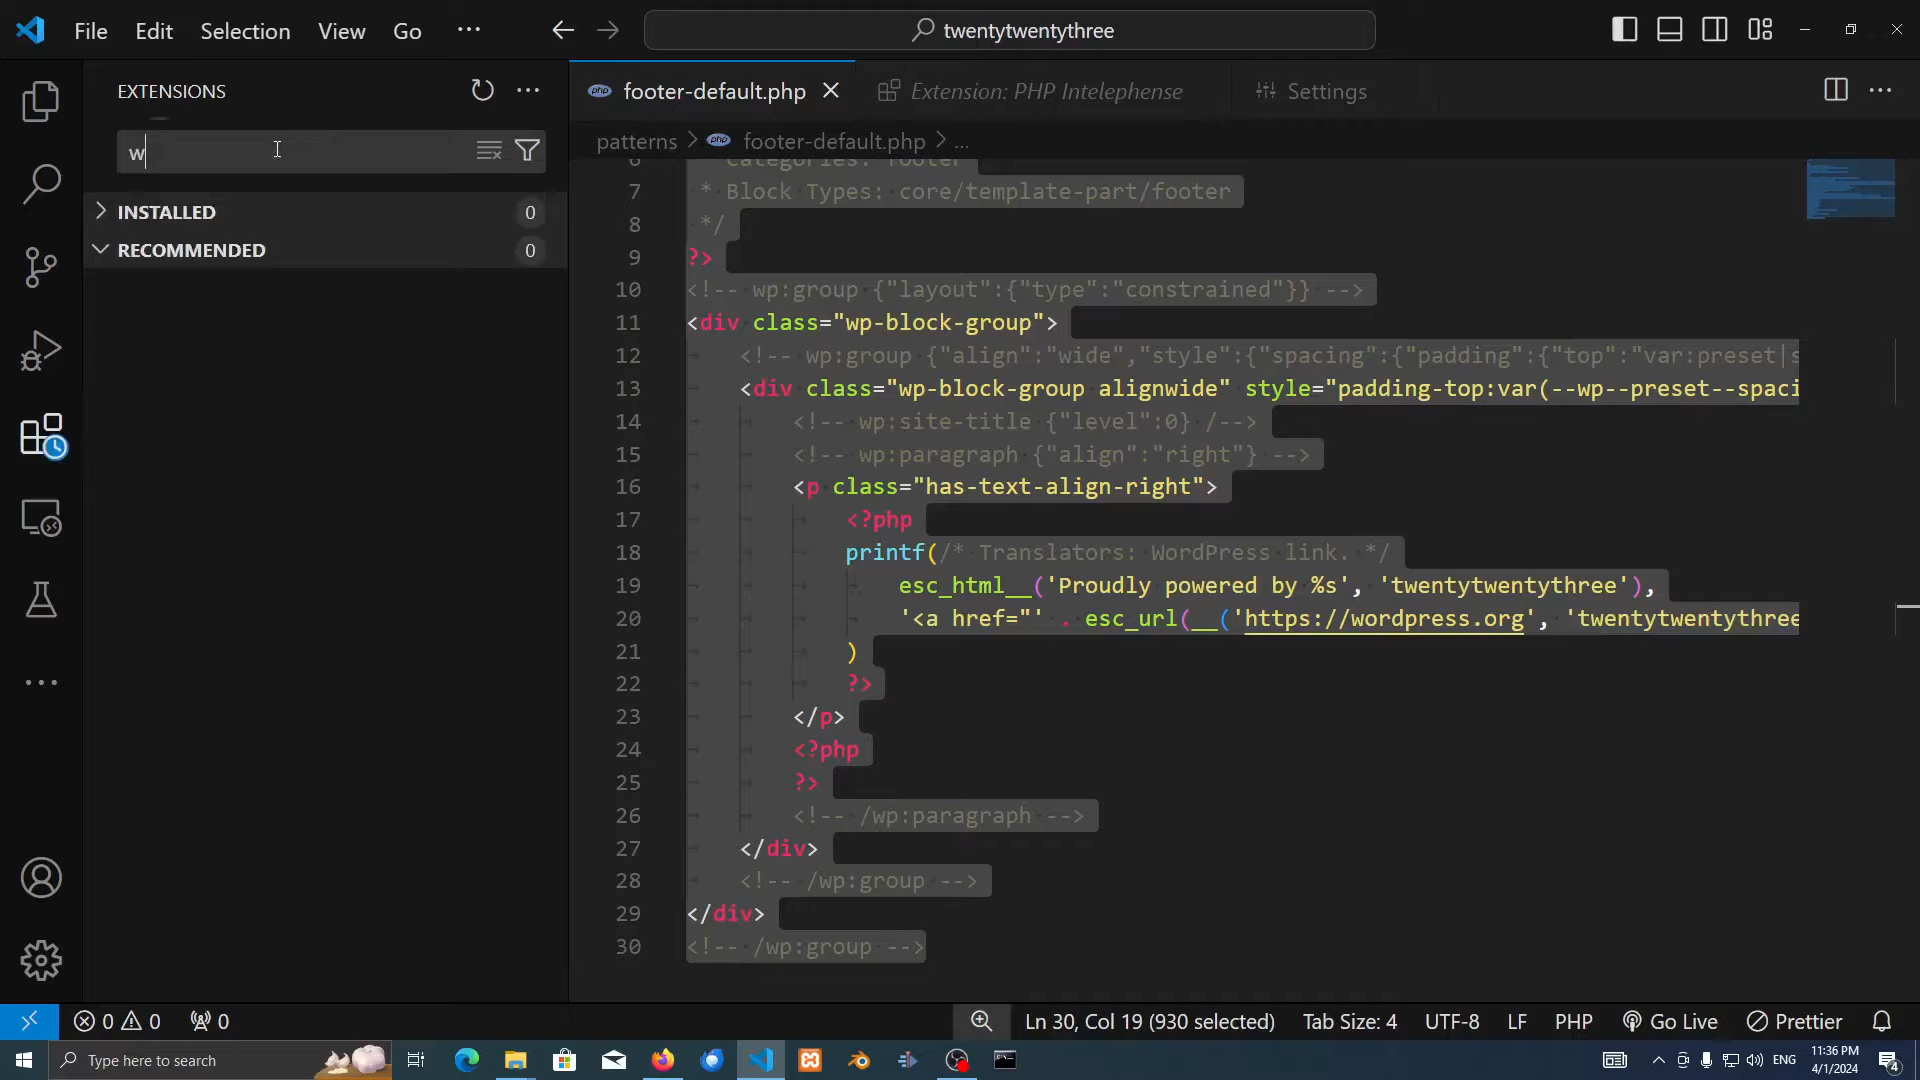 File Edit Selection View Go ··· twentytwentythree
EXTENSIONS
w
INSTALLED 0
RECOMMENDED 0
footer-default.php Extension: PHP Intelephense Settings
patterns > footer-default.php > ...
7 * Block Types: core/template-part/footer
8 */
9 ?>
10 <!-- wp:group {"layout":{"type":"constrained"}} -->
11 <div class="wp-block-group">
12 <!-- wp:group {"align":"wide","style":{"spacing":{"padding":{"top":"var:preset|s
13 <div class="wp-block-group alignwide" style="padding-top:var(--wp--preset--spaci
14 <!-- wp:site-title {"level":0} /-->
15 <!-- wp:paragraph {"align":"right"} -->
16 <p class="has-text-align-right">
17 <?php
18 printf(/* Translators: WordPress link. */
19 esc_html__('Proudly powered by %s', 'twentytwentythree'),
20 '<a href="' . esc_url(__('https://wordpress.org', 'twentytwentythree
21 )
22 ?>
23 </p>
24 <?php
25 ?>
26 <!-- /wp:paragraph -->
27 </div>
28 <!-- /wp:group -->
29 </div>
30 <!-- /wp:group -->
0 0 0 Ln 30, Col 19 (930 selected) Tab Size: 4 UTF-8 LF PHP Go Live Prettier
Type here to search ENG 11:36 PM
4/1/2024 4